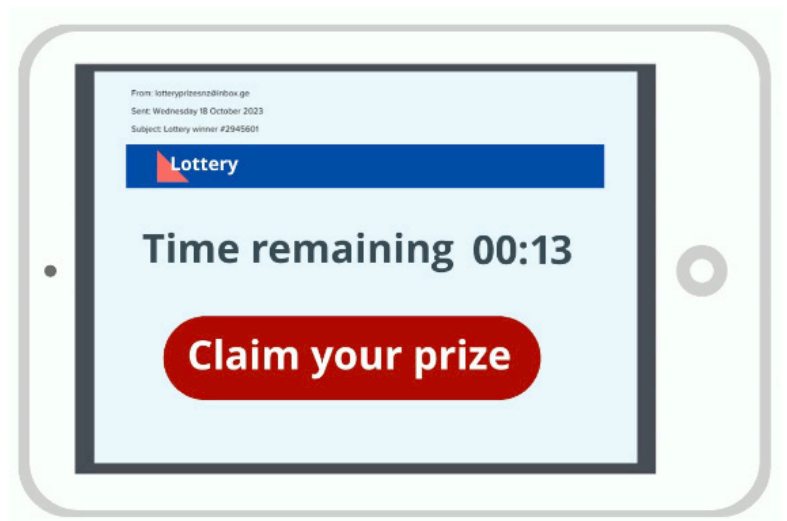 From: lotteryprizesnz@inbox.ge
Sent: Wednesday 18 October 2023
Subject: Lottery winner #2945601
Lottery
Time remaining 00:13
Claim your prize